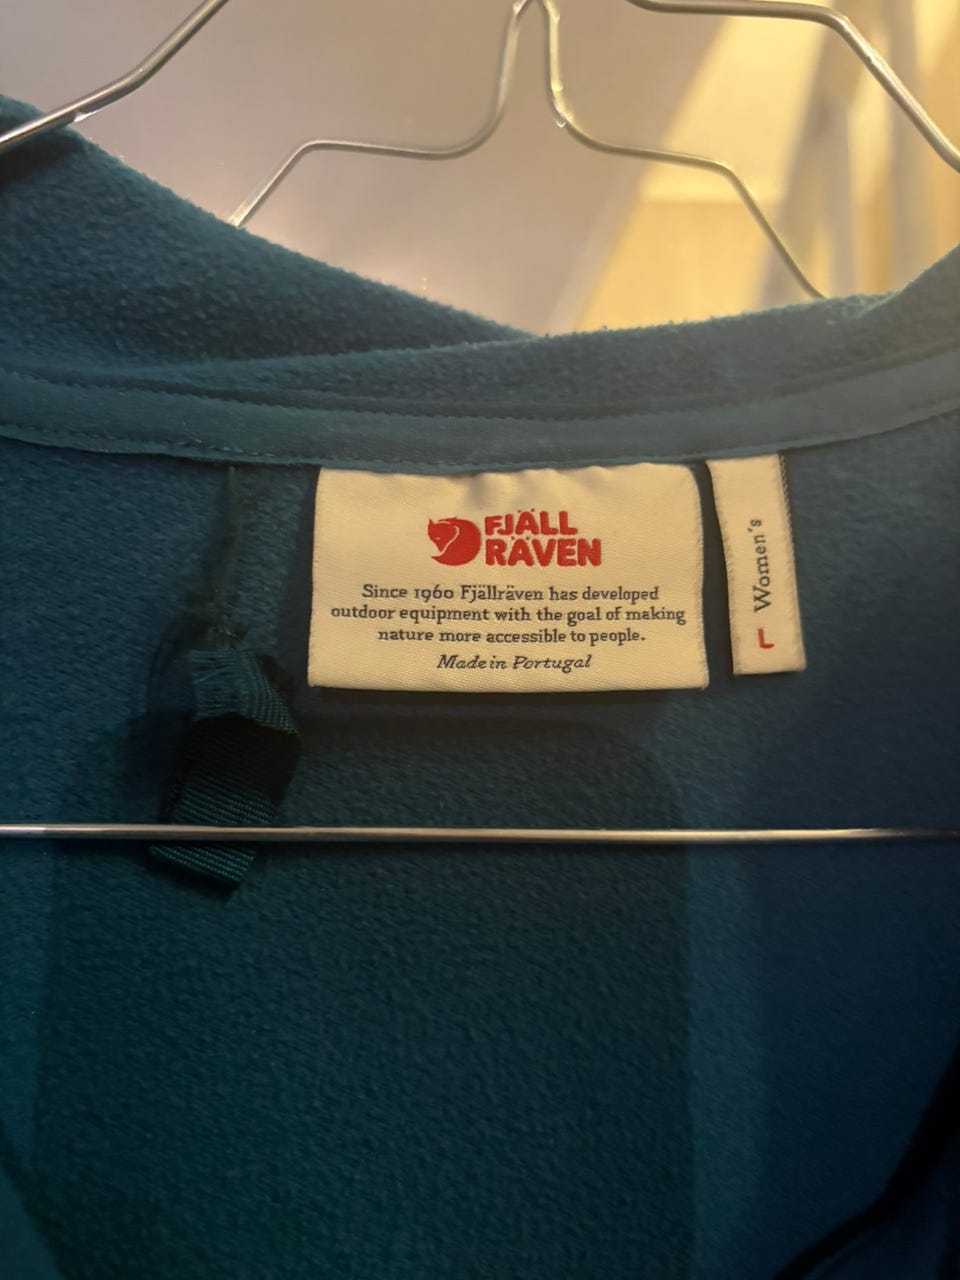 FJÄLL
RÄVEN
Since 1960 Fjällräven has developed
outdoor equipment with the goal of making
nature more accessible to people.
Made in Portugal
L Women's